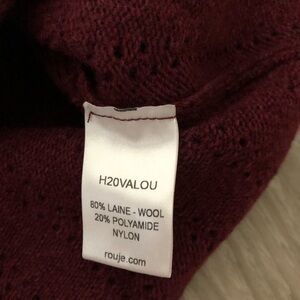 H20VALOU
80% LAINE - WOOL
20% POLYAMIDE
NYLON
rouje.com